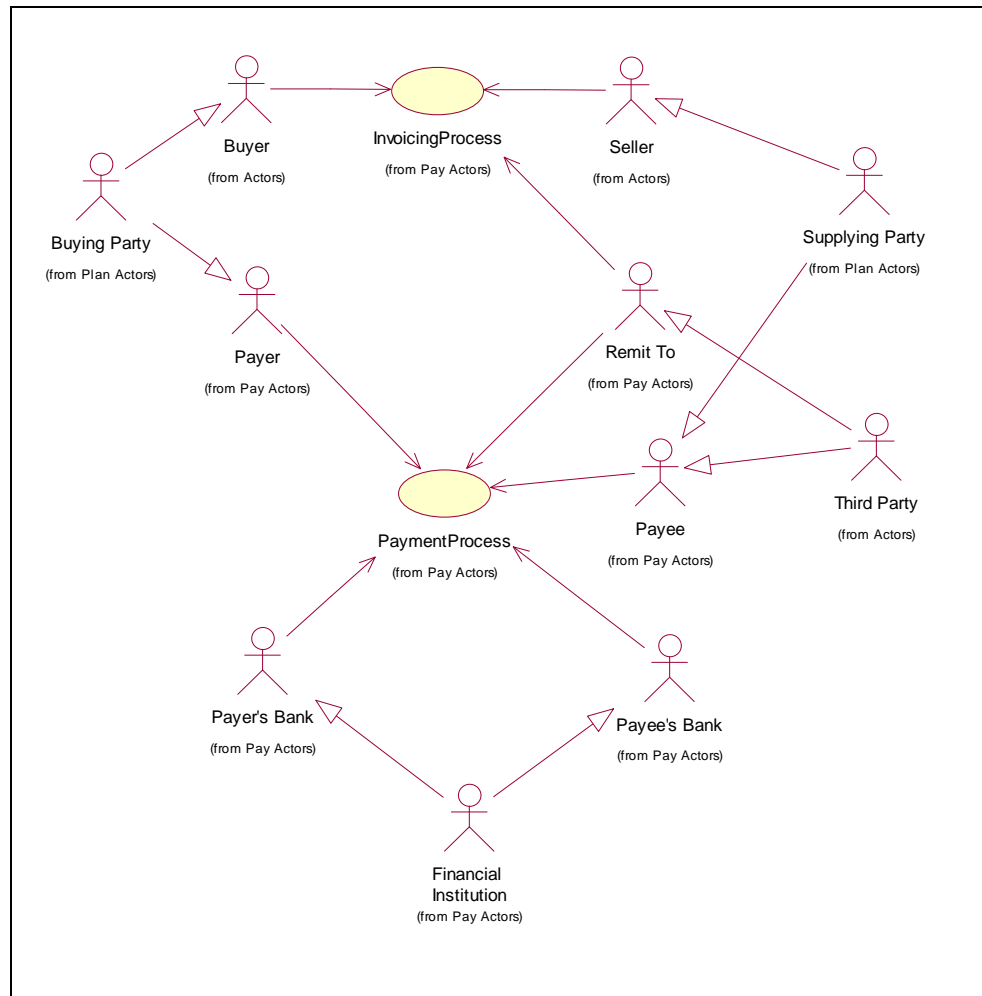 Buyer
(from Actors)
InvoicingProcess
(from Pay Actors)
Seller
(from Actors)
Buying Party
(from Plan Actors)
Supplying Party
(from Plan Actors)
Payer
(from Pay Actors)
Remit To
(from Pay Actors)
Third Party
(from Actors)
Payee
(from Pay Actors)
PaymentProcess
(from Pay Actors)
Payer's Bank
(from Pay Actors)
Payee's Bank
(from Pay Actors)
Financial
Institution
(from Pay Actors)